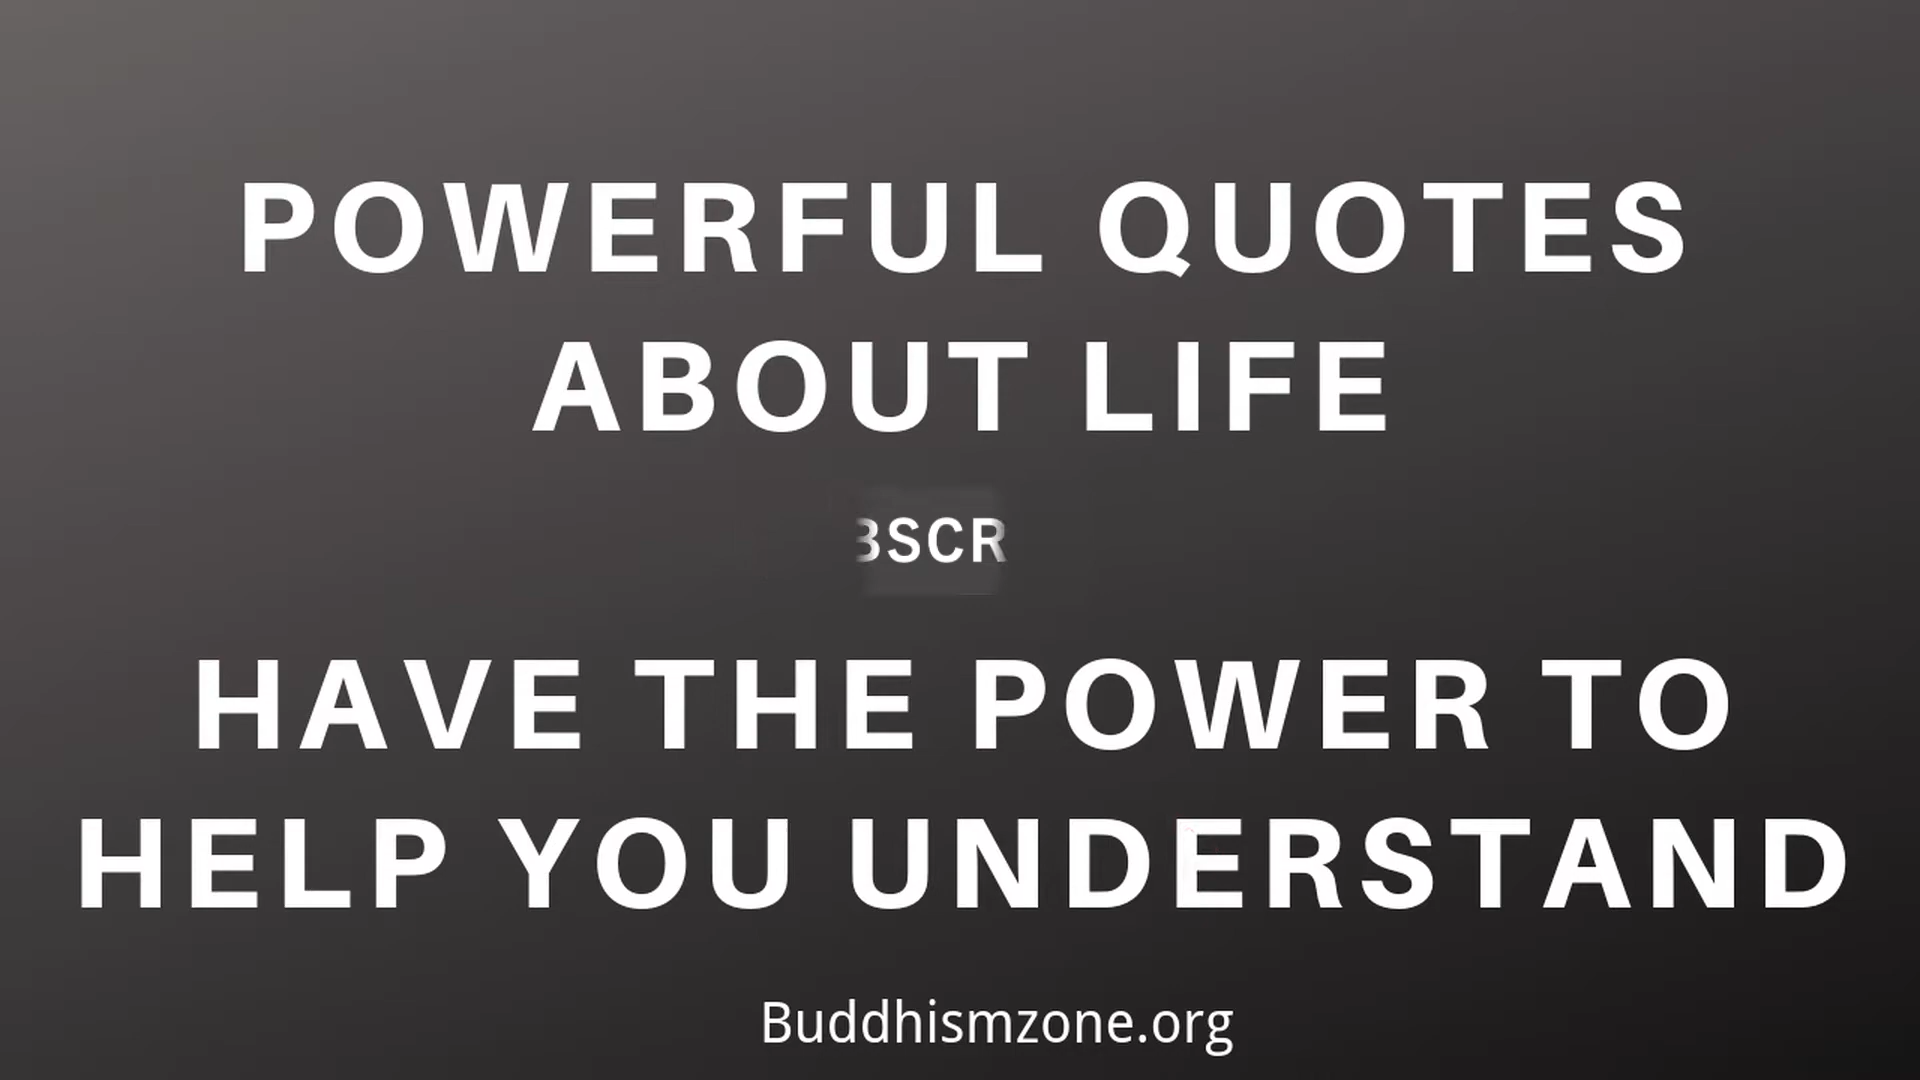 POWERFUL QUOTES
ABOUT LIFE
BSCR
HAVE THE POWER TO
HELP YOU UNDERSTAND
Buddhismzone.org